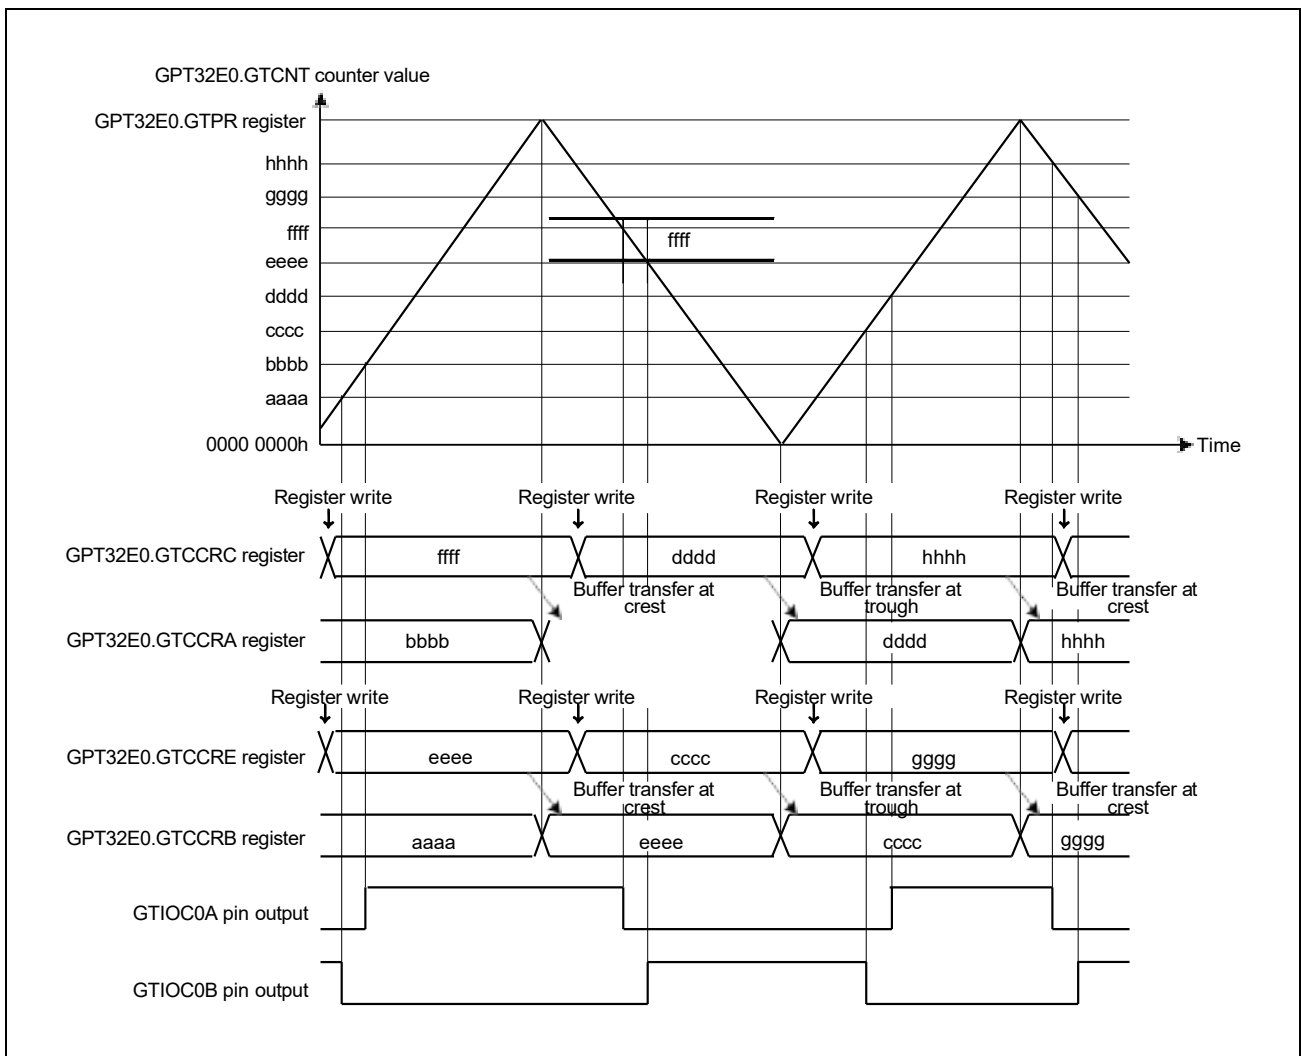 GPT32E0.GTCNT counter value
GPT32E0.GTPR register
hhhh
gggg
ffff
ffff
eeee
dddd
cccc
bbbb
aaaa
0000 0000h
Time
Register write Register write Register write Register write
GPT32E0.GTCCRC register ffff dddd hhhh
Buffer transfer at crest
Buffer transfer at trough
Buffer transfer at crest
GPT32E0.GTCCRA register bbbb dddd hhhh
Register write Register write Register write Register write
GPT32E0.GTCCRE register eeee cccc gggg
Buffer transfer at crest
Buffer transfer at trough
Buffer transfer at crest
GPT32E0.GTCCRB register aaaa eeee cccc gggg
GTIOC0A pin output
GTIOC0B pin output